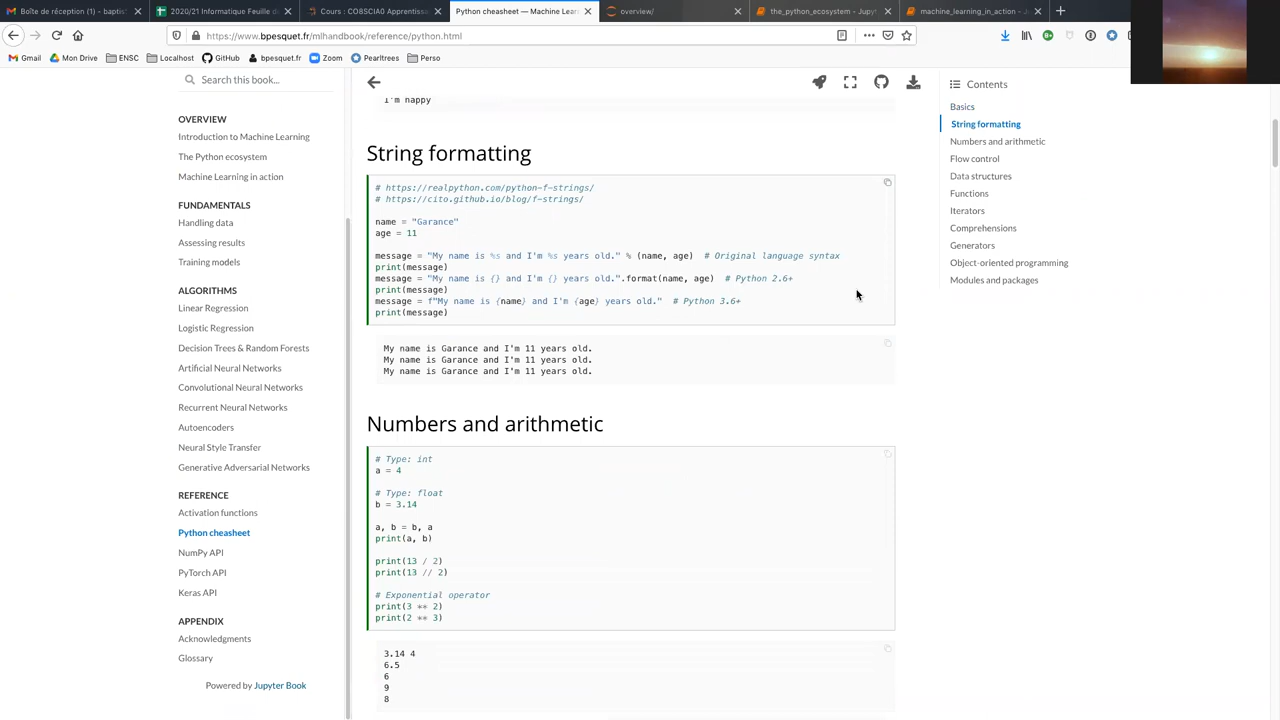 Boîte de réception (1) – baptis
2020/21 Informatique Feuille d
Cours : CO8SCIA0 Apprentiss
Python cheasheet — Machine Lear
overview/
the_python_ecosystem - Jupyt
machine_learning_in_action - J
https://www.bpesquet.fr/mlhandbook/reference/python.html
Gmail
Mon Drive
ENSC
Localhost
GitHub
bpesquet.fr
Zoom
Pearltrees
Perso
Search this book...
OVERVIEW
Introduction to Machine Learning
The Python ecosystem
Machine Learning in action
FUNDAMENTALS
Handling data
Assessing results
Training models
ALGORITHMS
Linear Regression
Logistic Regression
Decision Trees & Random Forests
Artificial Neural Networks
Convolutional Neural Networks
Recurrent Neural Networks
Autoencoders
Neural Style Transfer
Generative Adversarial Networks
REFERENCE
Activation functions
Python cheasheet
NumPy API
PyTorch API
Keras API
APPENDIX
Acknowledgments
Glossary
Powered by Jupyter Book
I'm happy
String formatting
# https://realpython.com/python-f-strings/
# https://cito.github.io/blog/f-strings/
name = "Garance"
age = 11
message = "My name is %s and I'm %s years old." % (name, age)  # Original language syntax
print(message)
message = "My name is {} and I'm {} years old.".format(name, age)  # Python 2.6+
print(message)
message = f"My name is {name} and I'm {age} years old."  # Python 3.6+
print(message)
My name is Garance and I'm 11 years old.
My name is Garance and I'm 11 years old.
My name is Garance and I'm 11 years old.
Numbers and arithmetic
# Type: int
a = 4
# Type: float
b = 3.14
a, b = b, a
print(a, b)
print(13 / 2)
print(13 // 2)
# Exponential operator
print(3 ** 2)
print(2 ** 3)
3.14 4
6.5
6
9
8
Contents
Basics
String formatting
Numbers and arithmetic
Flow control
Data structures
Functions
Iterators
Comprehensions
Generators
Object-oriented programming
Modules and packages